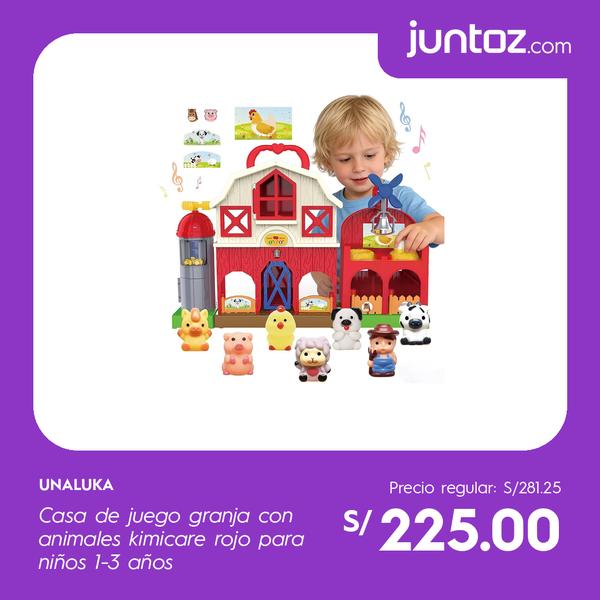 juntoz.com
UNALUKA
Casa de juego granja con
animales kimicare rojo para
niños 1-3 años
Precio regular: S/281.25
S/ 225.00